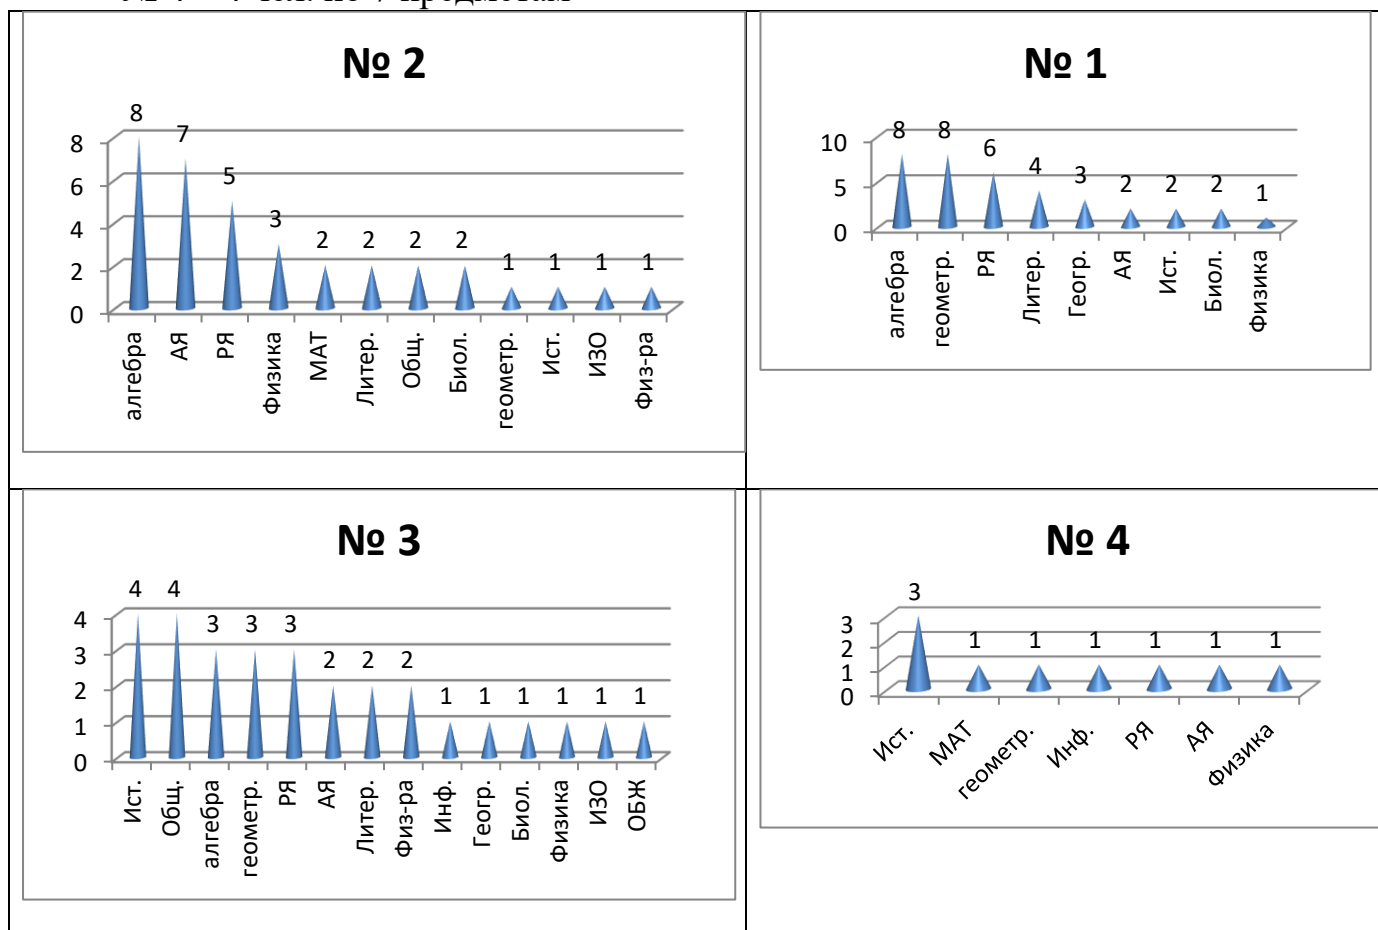 по 7 предметам
№ 2
8 7 5 3 2 2 2 2 1 1 1 1
8
6
4
2
0
алгебра АЯ РЯ Физика МАТ Литер. Общ. Биол. геометр. Ист. ИЗО Физ-ра
№ 1
8 8 6 4 3 2 2 2 1
10
5
0
алгебра геометр. РЯ Литер. Геогр. АЯ Ист. Биол. Физика
№ 3
4 4 3 3 3 2 2 2 1 1 1 1 1 1
4
3
2
1
0
Ист. Общ. алгебра геометр. РЯ АЯ Литер. Физ-ра Инф. Геогр. Биол. Физика ИЗО ОБЖ
№ 4
3 1 1 1 1 1 1
3
2
1
0
Ист. МАТ геометр. Инф. РЯ АЯ Физика